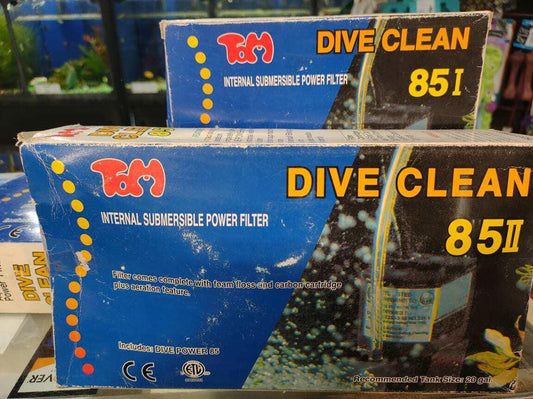 TOM
DIVE CLEAN
INTERNAL SUBMERSIBLE POWER FILTER
85I
TOM
DIVE CLEAN
INTERNAL SUBMERSIBLE POWER FILTER
85II
Filter comes complete with foam floss and carbon cartridge
plus aeration feature.
Includes: DIVE POWER 85
CE
Recommended Tank Size: 20 gal
DIVE
CLEAN
VER